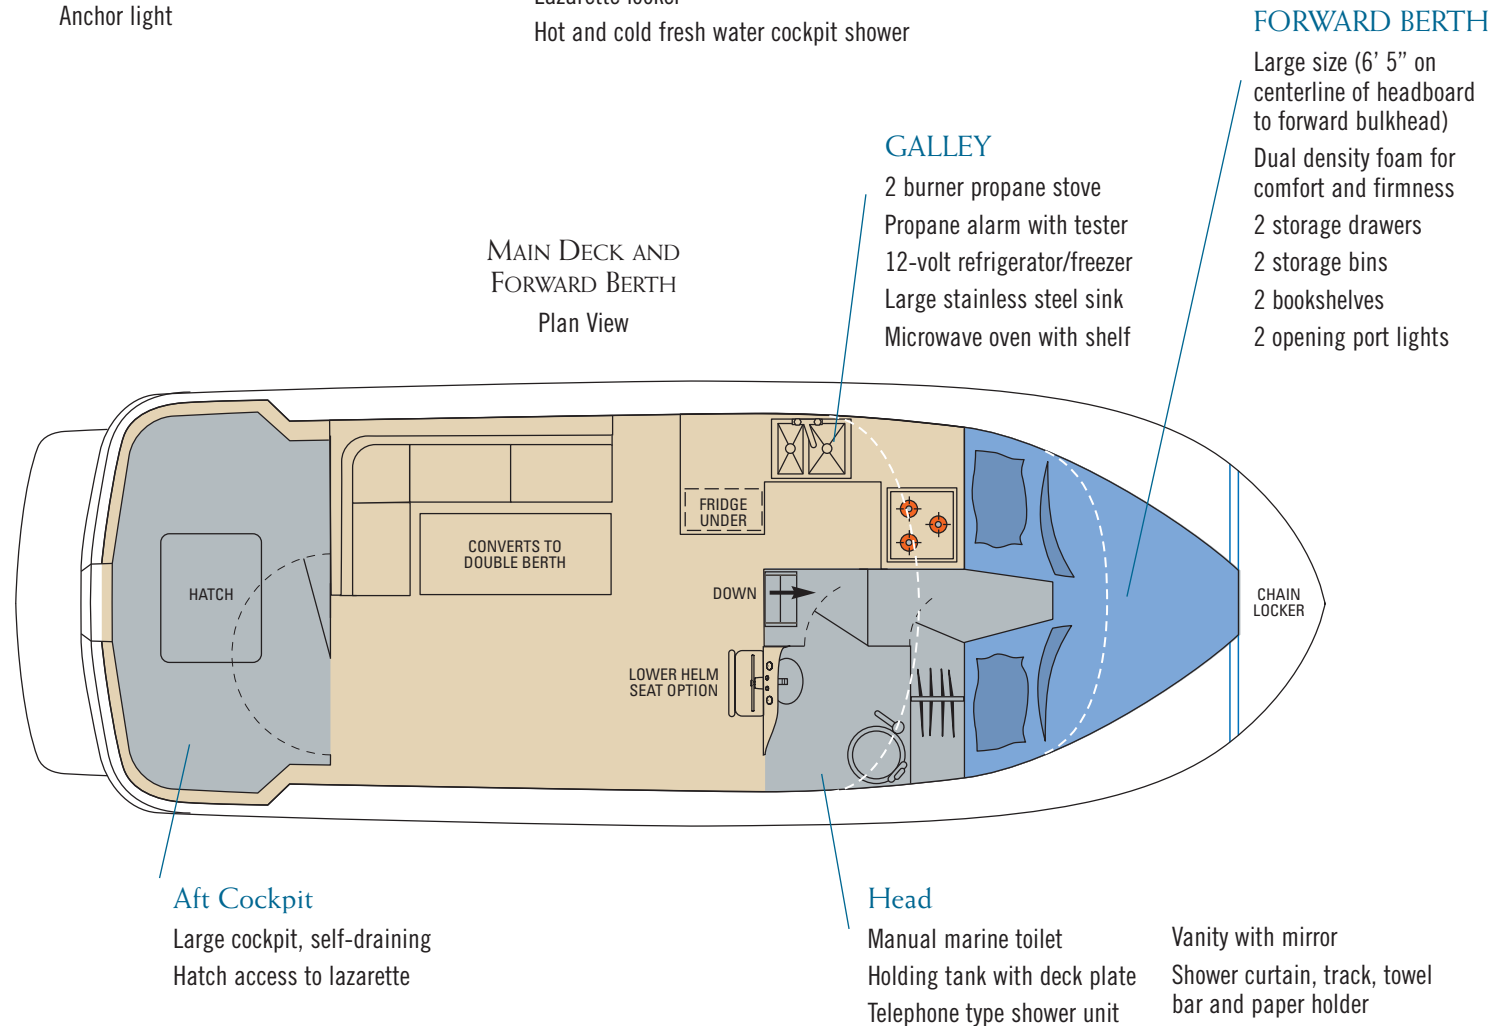 Anchor light
Lazarette locker
Hot and cold fresh water cockpit shower
FORWARD BERTH
Large size (6’ 5” on
centerline of headboard
to forward bulkhead)
Dual density foam for
comfort and firmness
2 storage drawers
2 storage bins
2 bookshelves
2 opening port lights
GALLEY
2 burner propane stove
Propane alarm with tester
12-volt refrigerator/freezer
Large stainless steel sink
Microwave oven with shelf
MAIN DECK AND
FORWARD BERTH
Plan View
FRIDGE
UNDER
CONVERTS TO
DOUBLE BERTH
HATCH
DOWN
CHAIN
LOCKER
LOWER HELM
SEAT OPTION
Aft Cockpit
Large cockpit, self-draining
Hatch access to lazarette
Head
Manual marine toilet
Holding tank with deck plate
Telephone type shower unit
Vanity with mirror
Shower curtain, track, towel
bar and paper holder